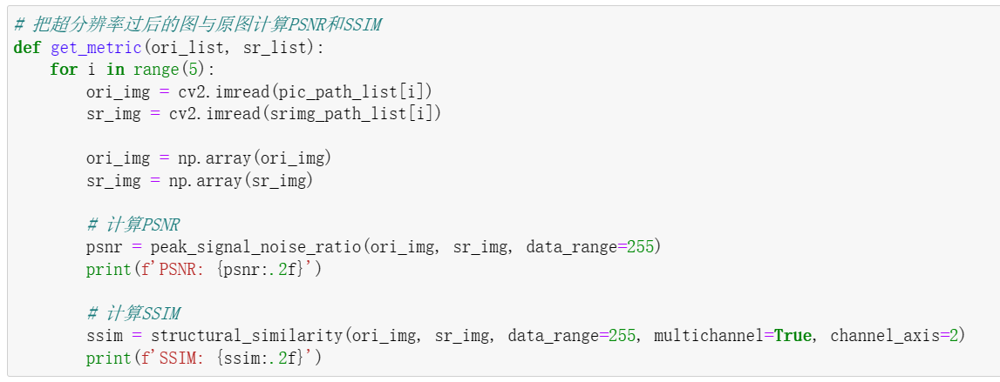 # 把超分辨率过后的图与原图计算PSNR和SSIM
def get_metric(ori_list, sr_list):
    for i in range(5):
        ori_img = cv2.imread(pic_path_list[i])
        sr_img = cv2.imread(srimg_path_list[i])

        ori_img = np.array(ori_img)
        sr_img = np.array(sr_img)

        # 计算PSNR
        psnr = peak_signal_noise_ratio(ori_img, sr_img, data_range=255)
        print(f'PSNR: {psnr:.2f}')

        # 计算SSIM
        ssim = structural_similarity(ori_img, sr_img, data_range=255, multichannel=True, channel_axis=2)
        print(f'SSIM: {ssim:.2f}')